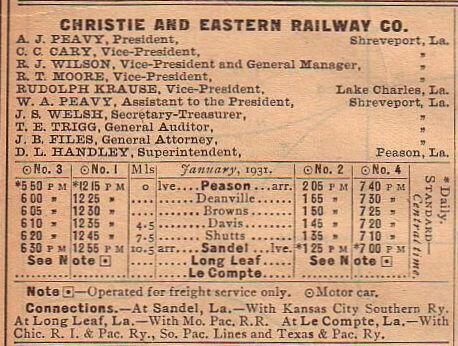 CHRISTIE AND EASTERN RAILWAY CO.
A. J. PEAVY, President, Shreveport, La.
C. C. CARY, Vice-President, "
R. J. WILSON, Vice-President and General Manager, "
R. T. MOORE, Vice-President, "
RUDOLPH KRAUSE, Vice-President, Lake Charles, La.
W. A. PEAVY, Assistant to the President, Shreveport, La.
J. S. WELSH, Secretary-Treasurer, "
T. E. TRIGG, General Auditor, "
J. B. FILES, General Attorney, "
D. L. HANDLEY, Superintendent, Peason, La.
⊙No. 3 ⊙No. 1 Mls January, 1931. ⊙No. 2 ⊙No. 4
*5 50 P M *12 15 P M 0 lve...Peason...arr. 2 05 P M 7 40 P M
6 00 " 12 25 " ....Deanville.... 1 55 " 7 30 "
6 05 " 12 30 " ....Browns.... 1 50 " 7 25 "
6 10 " 12 35 " 4.5 ....Davis.... 1 45 " 7 20 "
6 20 " 12 45 " 7.5 ....Shutts.... 1 35 " 7 10 "
6 30 P M 12 55 P M 10.5 arr...Sandel...lve. *1 25 P M *7 00 P M
See Note ⊡ ...Long Leaf... See Note ⊡
...Le Compte...
* Daily.
STANDARD—Central time.
Note ⊡—Operated for freight service only. ⊙Motor car.
Connections.—At Sandel, La.—With Kansas City Southern Ry.
At Long Leaf, La.—With Mo. Pac. R.R. At Le Compte, La.—With
Chic. R. I. & Pac. Ry., So. Pac. Lines and Texas & Pac. Ry.